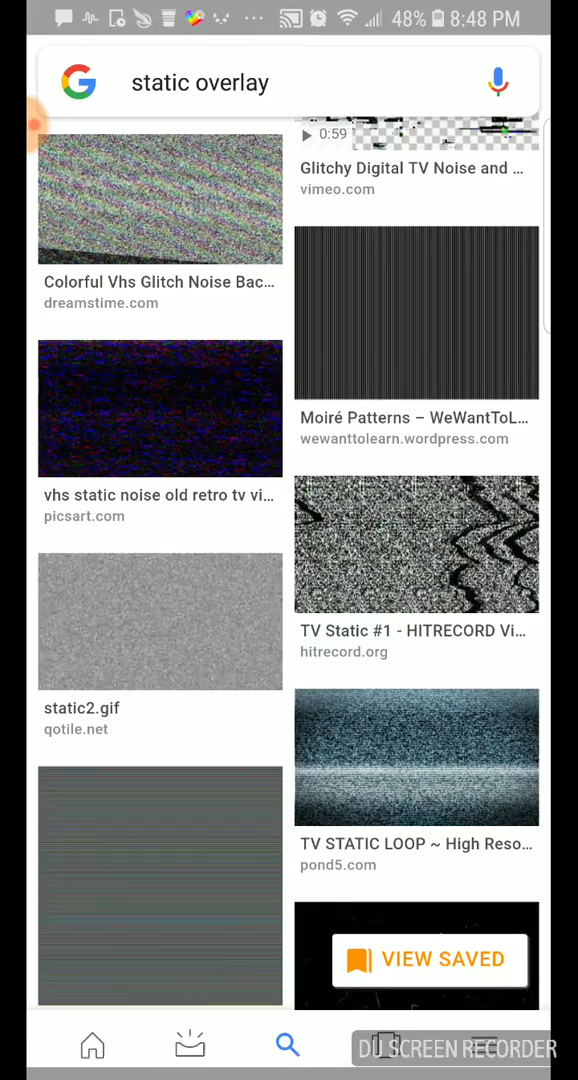 48% 8:48 PM
static overlay
0:59
Glitchy Digital TV Noise and ...
vimeo.com
Colorful Vhs Glitch Noise Bac...
dreamstime.com
Moiré Patterns – WeWantToL...
wewanttolearn.wordpress.com
vhs static noise old retro tv vi...
picsart.com
TV Static #1 - HITRECORD Vi...
hitrecord.org
static2.gif
qotile.net
TV STATIC LOOP ~ High Reso...
pond5.com
VIEW SAVED
DU SCREEN RECORDER